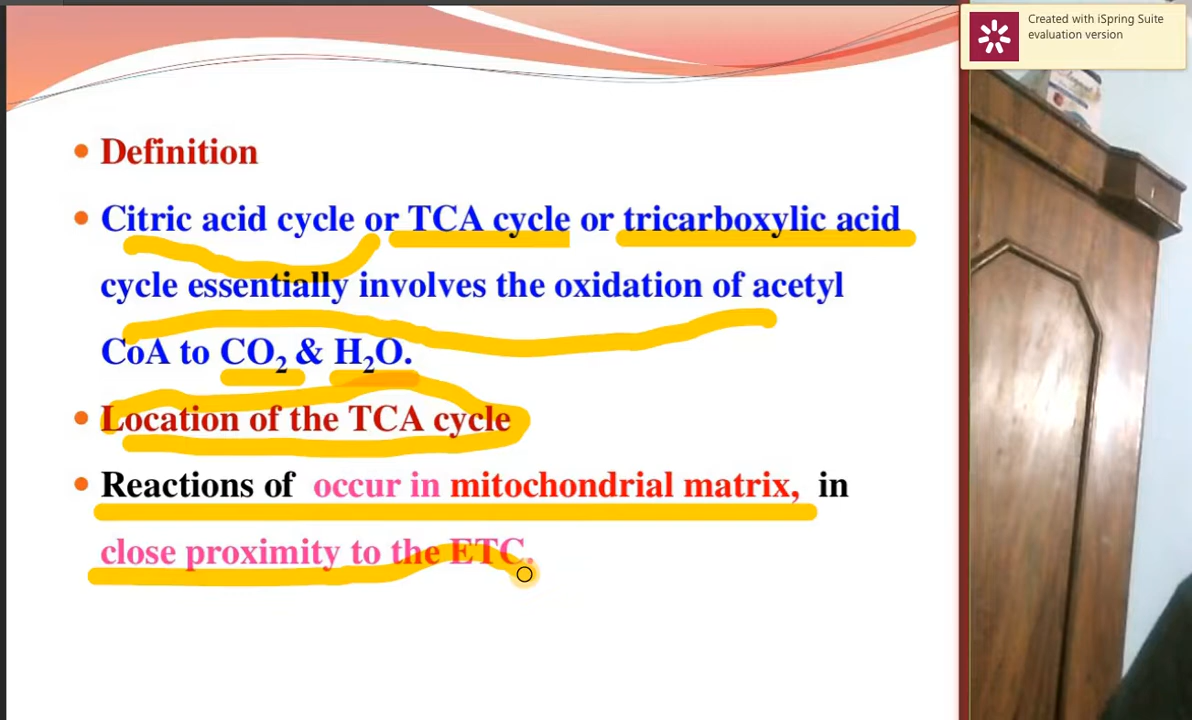 Created with iSpring Suite
evaluation version
Definition
Citric acid cycle or TCA cycle or tricarboxylic acid
cycle essentially involves the oxidation of acetyl
CoA to CO₂ & H₂O.
Location of the TCA cycle
Reactions of occur in mitochondrial matrix, in
close proximity to the ETC.